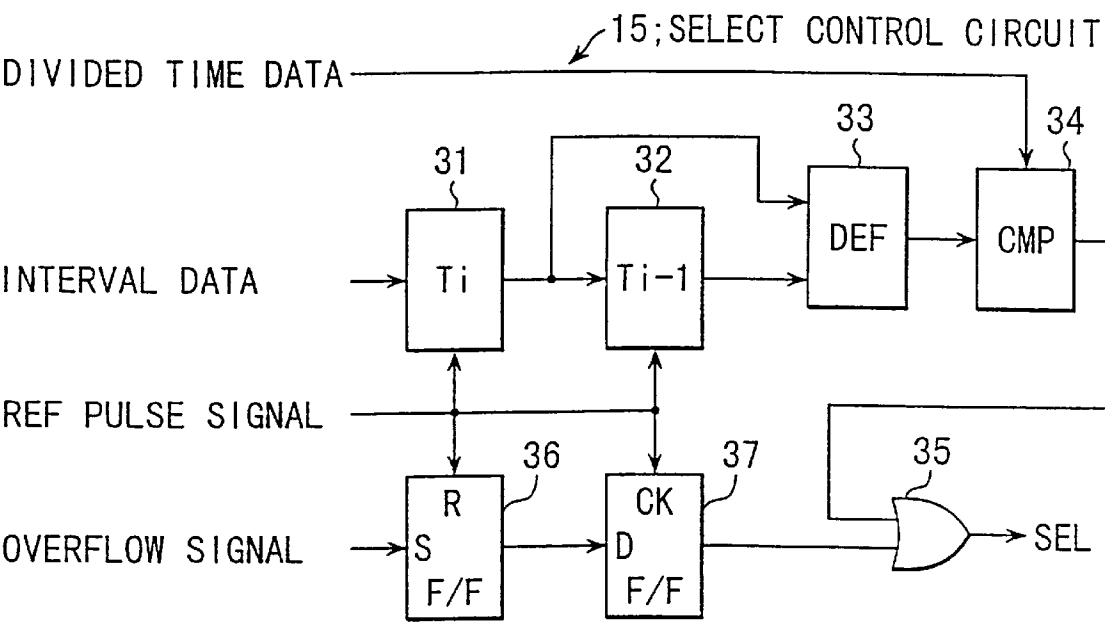 15;SELECT CONTROL CIRCUIT
DIVIDED TIME DATA
33
34
31
32
DEF
CMP
INTERVAL DATA
Ti
Ti-1
REF PULSE SIGNAL
36
37
35
R
CK
OVERFLOW SIGNAL
S
D
SEL
F/F
F/F